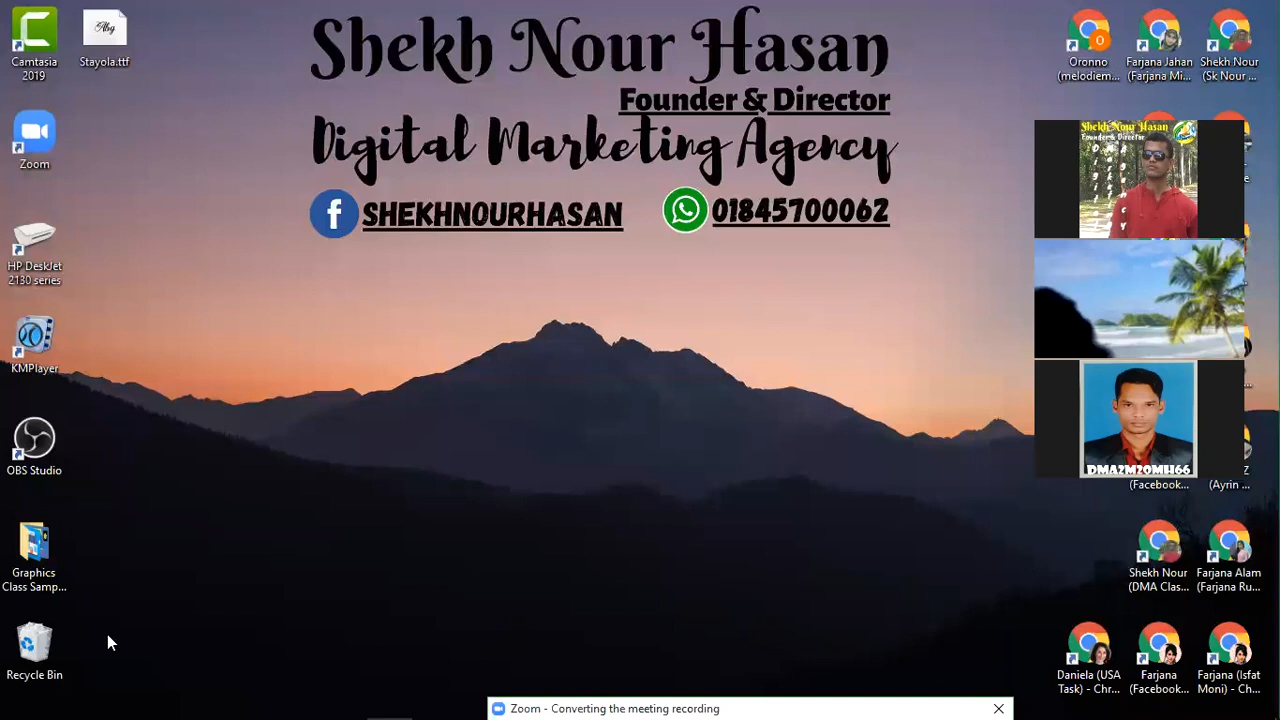 Camtasia
2019
Abg
Stayola.ttf
Zoom
HP DeskJet
2130 series
KMPlayer
OBS Studio
Graphics
Class Samp...
Recycle Bin
Shekh Nour Hasan
Founder & Director
Digital Marketing Agency
SHEKHNOURHASAN
01845700062
O
Oronno
(melodiem...
Farjana Jahan
(Farjana Mi...
Shekh Nour
(Sk Nour ...
Shekh Nour Hasan
Founder & Director
DMA2M20MH66
(Facebook...
(Ayrin ...
Shekh Nour
(DMA Clas...
Farjana Alam
(Farjana Ru...
Daniela (USA
Task) - Chr...
Farjana
(Facebook...
Farjana (Isfat
Moni) - Ch...
Zoom - Converting the meeting recording